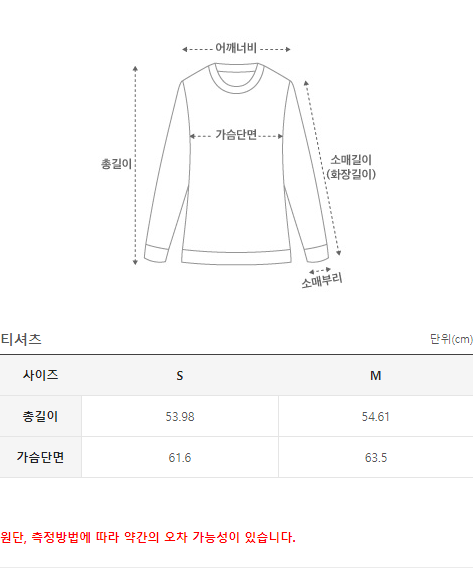 어깨너비
가슴단면
총길이
소매길이
(화장길이)
소매부리
티셔츠 단위(cm)
사이즈 S M
총길이 53.98 54.61
가슴단면 61.6 63.5
원단, 측정방법에 따라 약간의 오차 가능성이 있습니다.